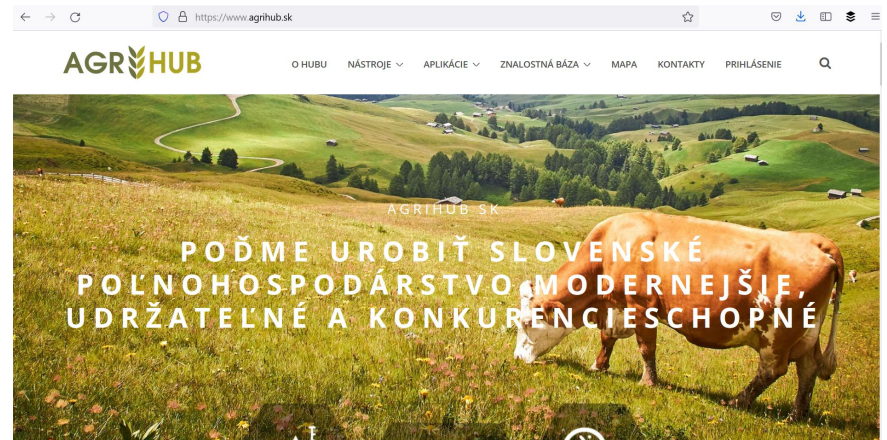 https://www.agrihub.sk
AGRIHUB
O HUBU NÁSTROJE APLIKÁCIE ZNALOSTNÁ BÁZA MAPA KONTAKTY PRIHLÁSENIE
AGRIHUB SK
POĎME UROBIŤ SLOVENSKÉ
POĽNOHOSPODÁRSTVO MODERNEJŠIE,
UDRŽATEĽNÉ A KONKURENCIESCHOPNÉ